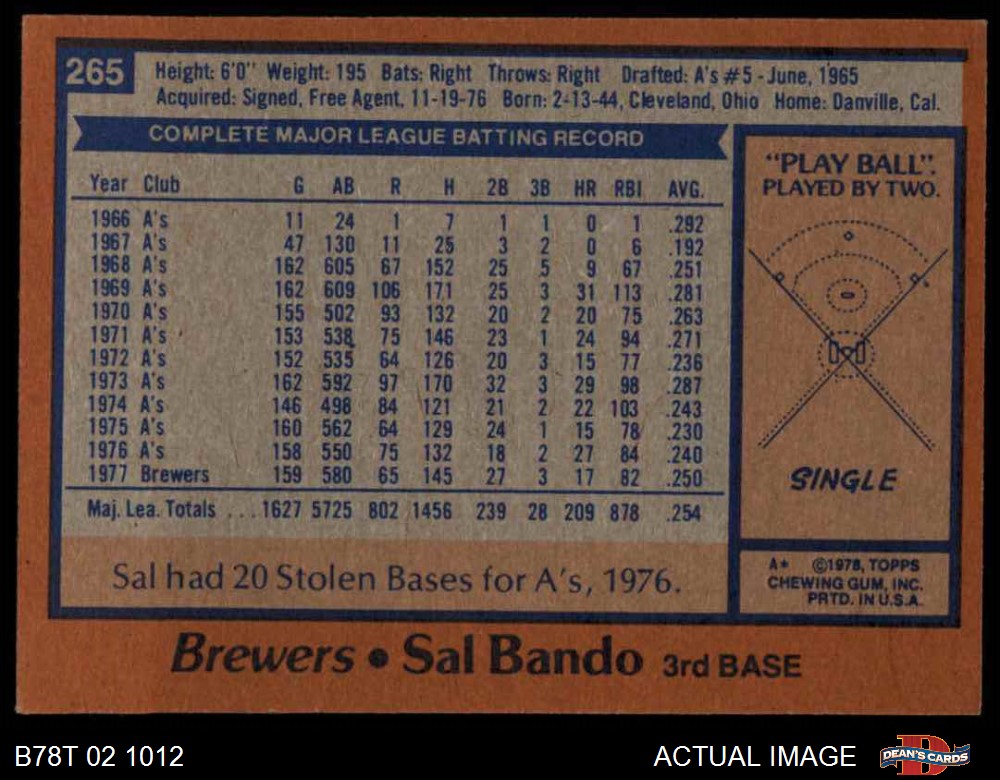 265
Height: 6'0" Weight: 195 Bats: Right Throws: Right Drafted: A's #5 - June, 1965
Acquired: Signed, Free Agent, 11-19-76 Born: 2-13-44, Cleveland, Ohio Home: Danville, Cal.
COMPLETE MAJOR LEAGUE BATTING RECORD
Year Club G AB R H 2B 3B HR RBI AVG.
1966 A's 11 24 1 7 1 1 0 1 .292
1967 A's 47 130 11 25 3 2 0 6 .192
1968 A's 162 605 67 152 25 5 9 67 .251
1969 A's 162 609 106 171 25 3 31 113 .281
1970 A's 155 502 93 132 20 2 20 75 .263
1971 A's 153 538 75 146 23 1 24 94 .271
1972 A's 152 535 64 126 20 3 15 77 .236
1973 A's 162 592 97 170 32 3 29 98 .287
1974 A's 146 498 84 121 21 2 22 103 .243
1975 A's 160 562 64 129 24 1 15 78 .230
1976 A's 158 550 75 132 18 2 27 84 .240
1977 Brewers 159 580 65 145 27 3 17 82 .250
Maj. Lea. Totals ... 1627 5725 802 1456 239 28 209 878 .254
Sal had 20 Stolen Bases for A's, 1976.
"PLAY BALL".
PLAYED BY TWO.
SINGLE
A* ©1978, TOPPS
CHEWING GUM, INC.
PRTD. IN U.S.A.
Brewers • Sal Bando 3rd BASE
B78T 02 1012
ACTUAL IMAGE
D
DEAN'S CARDS